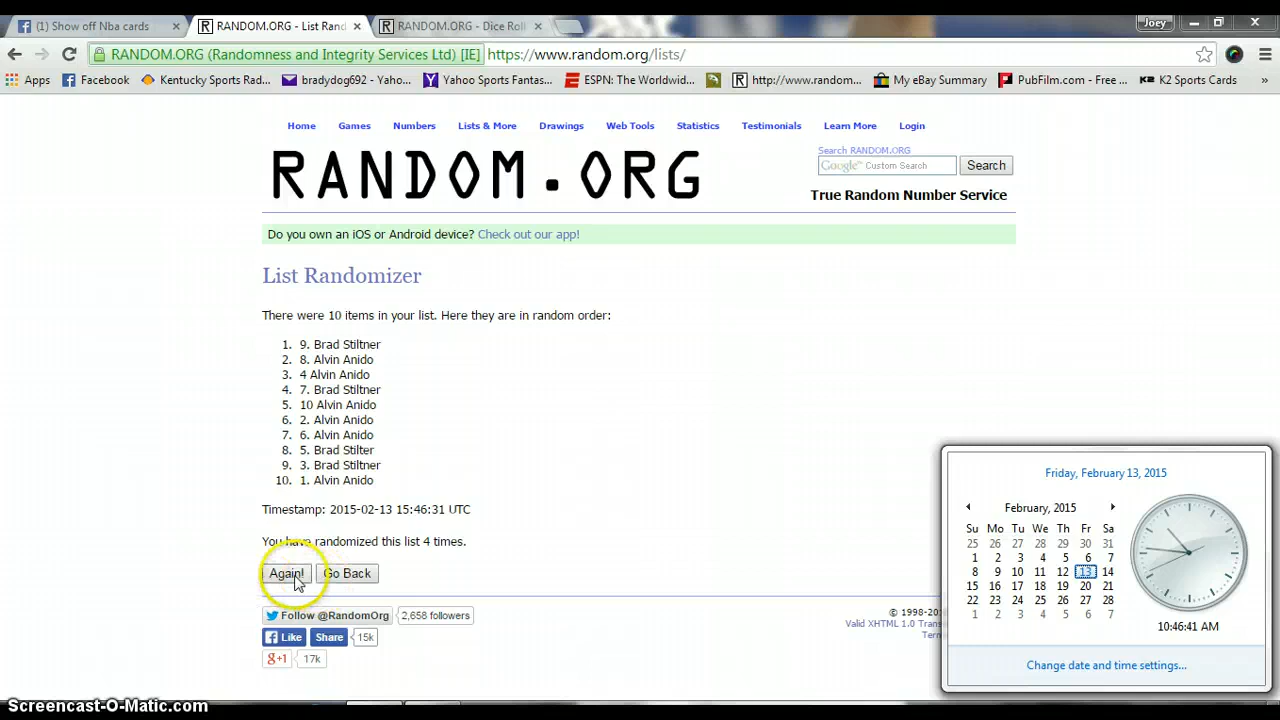 (1) Show off Nba cards
RANDOM.ORG - List Rand
RANDOM.ORG - Dice Roll
Joey
RANDOM.ORG (Randomness and Integrity Services Ltd) [IE] https://www.random.org/lists/
Apps Facebook Kentucky Sports Rad... bradydog692 - Yaho... Yahoo Sports Fantas... ESPN: The Worldwid... http://www.random... My eBay Summary PubFilm.com - Free ... K2 Sports Cards
Home Games Numbers Lists & More Drawings Web Tools Statistics Testimonials Learn More Login
RANDOM.ORG
Search RANDOM.ORG
Google™ Custom Search Search
True Random Number Service
Do you own an iOS or Android device? Check out our app!
List Randomizer
There were 10 items in your list. Here they are in random order:
1. 9. Brad Stiltner
2. 8. Alvin Anido
3. 4 Alvin Anido
4. 7. Brad Stiltner
5. 10 Alvin Anido
6. 2. Alvin Anido
7. 6. Alvin Anido
8. 5. Brad Stilter
9. 3. Brad Stiltner
10. 1. Alvin Anido
Timestamp: 2015-02-13 15:46:31 UTC
You have randomized this list 4 times.
Again! Go Back
Follow @RandomOrg 2,658 followers
Like Share 15k
g+1 17k
© 1998-20
Valid XHTML 1.0 Trans
Term
Friday, February 13, 2015
February, 2015
Su Mo Tu We Th Fr Sa
25 26 27 28 29 30 31
1 2 3 4 5 6 7
8 9 10 11 12 13 14
15 16 17 18 19 20 21
22 23 24 25 26 27 28
1 2 3 4 5 6 7
10:46:41 AM
Change date and time settings...
Screencast-O-Matic.com